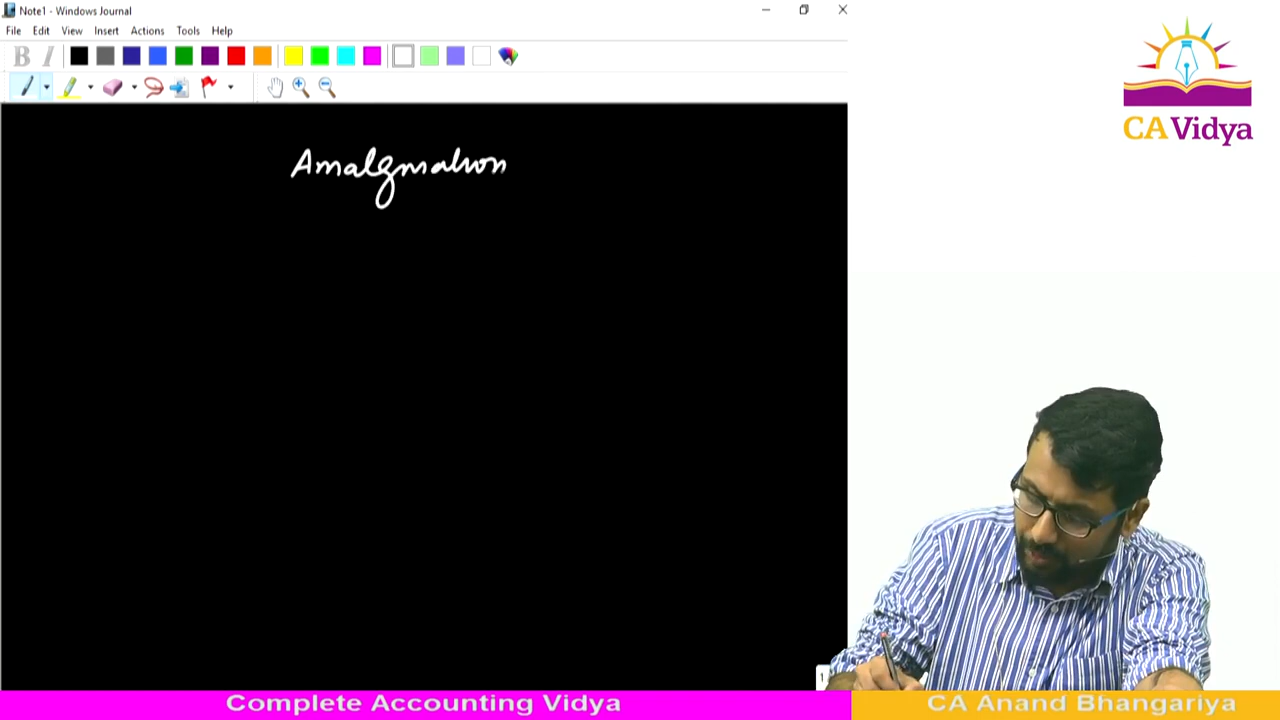 Note1 - Windows Journal
File Edit View Insert Actions Tools Help
B I
CA Vidya
Amalgmation
1
Complete Accounting Vidya
CA Anand Bhangariya